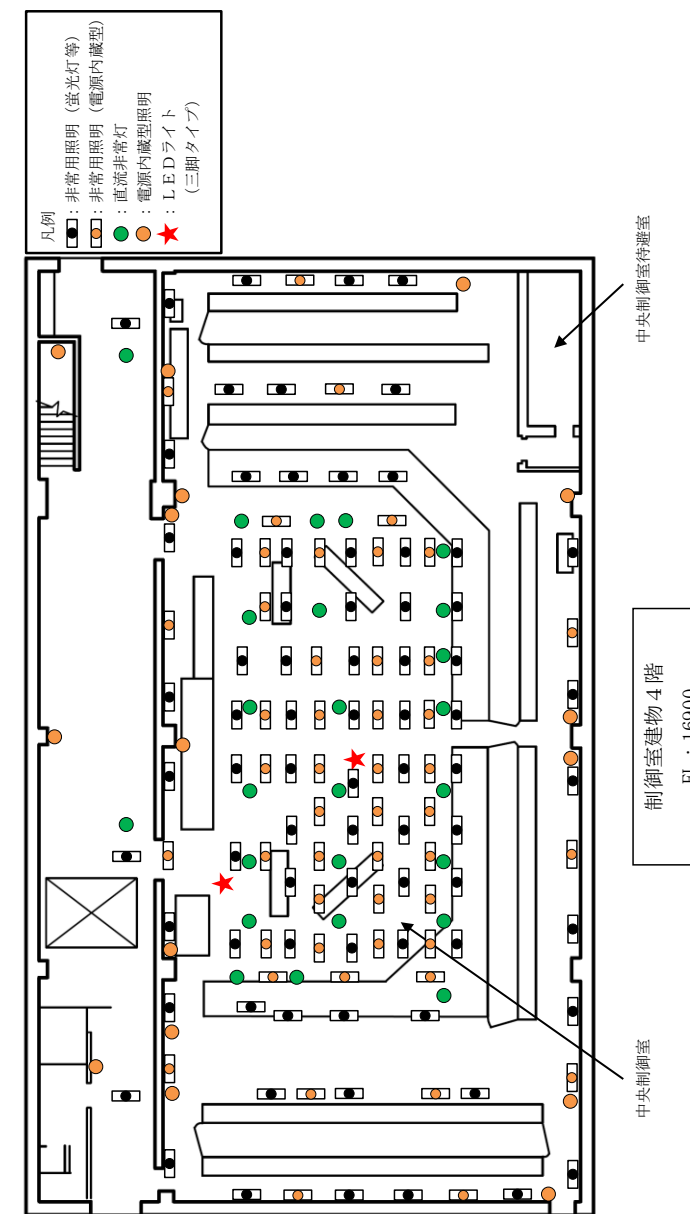 凡例
：非常用照明（蛍光灯等）
：非常用照明（電源内蔵型）
：直流非常灯
：電源内蔵型照明
：ＬＥＤライト
（三脚タイプ）
中央制御室待避室
中央制御室
制御室建物４階
EL：16900